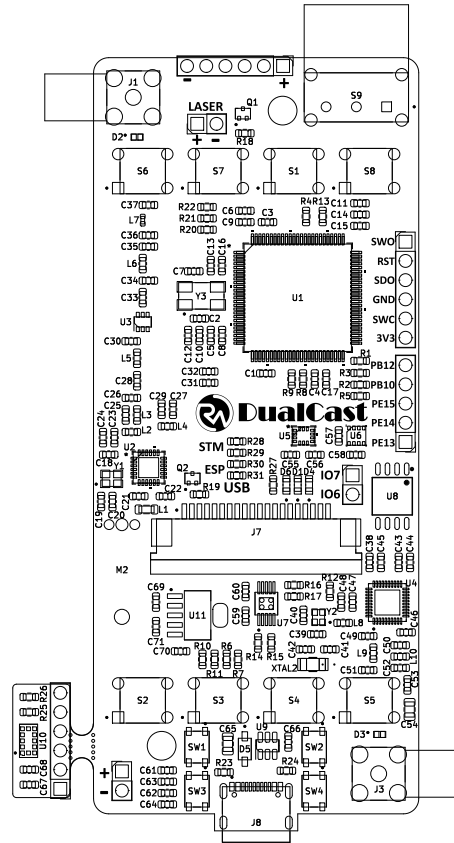 J1
- +
S9
LASER
Q1
D2*
+ -
R18
S6 S7 S1 S8
C37
L7
C36
C35
L6
C34
C33
U3
C30
L5
C28
R22
R21
R20
C6
C9
C3
R4 R13
C11
C14
C15
C13
C16
C7
Y3
C2
C12
C10
C5
C8
C32
C31
U1
C1
R9
R8
C4
C17
SWO
RST
SDO
GND
SWC
3V3
R1
R3
R2
R5
PB12
PB10
PE15
PE14
PE13
C26
C25
C29
C27
L3
L4
L2
C24
C23
U2
C18
Y1
C19
C20
C21
C22
L1
RA DualCast
STM
ESP
USB
R28
R29
R30
R31
Q2
R19
U5
C57
U6
C55
C56
C58
R27
IO7
IO6
U8
J7
M2
C38
C45
C43
C44
C69
C71
C70
U11
C60
C59
U7
R16
R17
R12
C48
C47
U4
C40
Y2
L8
C39
C49
C46
C50
L10
L9
C51
C52
C53
C54
R10
R11
R6
R7
R14
R15
C42
C41
XTAL2
S2 S3 S4 S5
R26
R25
U10
C68
C67
SW1
SW3
C65
D5
U9
C66
SW2
SW4
R23
R24
D3*
J3
+
-
C61
C63
C62
C64
J8